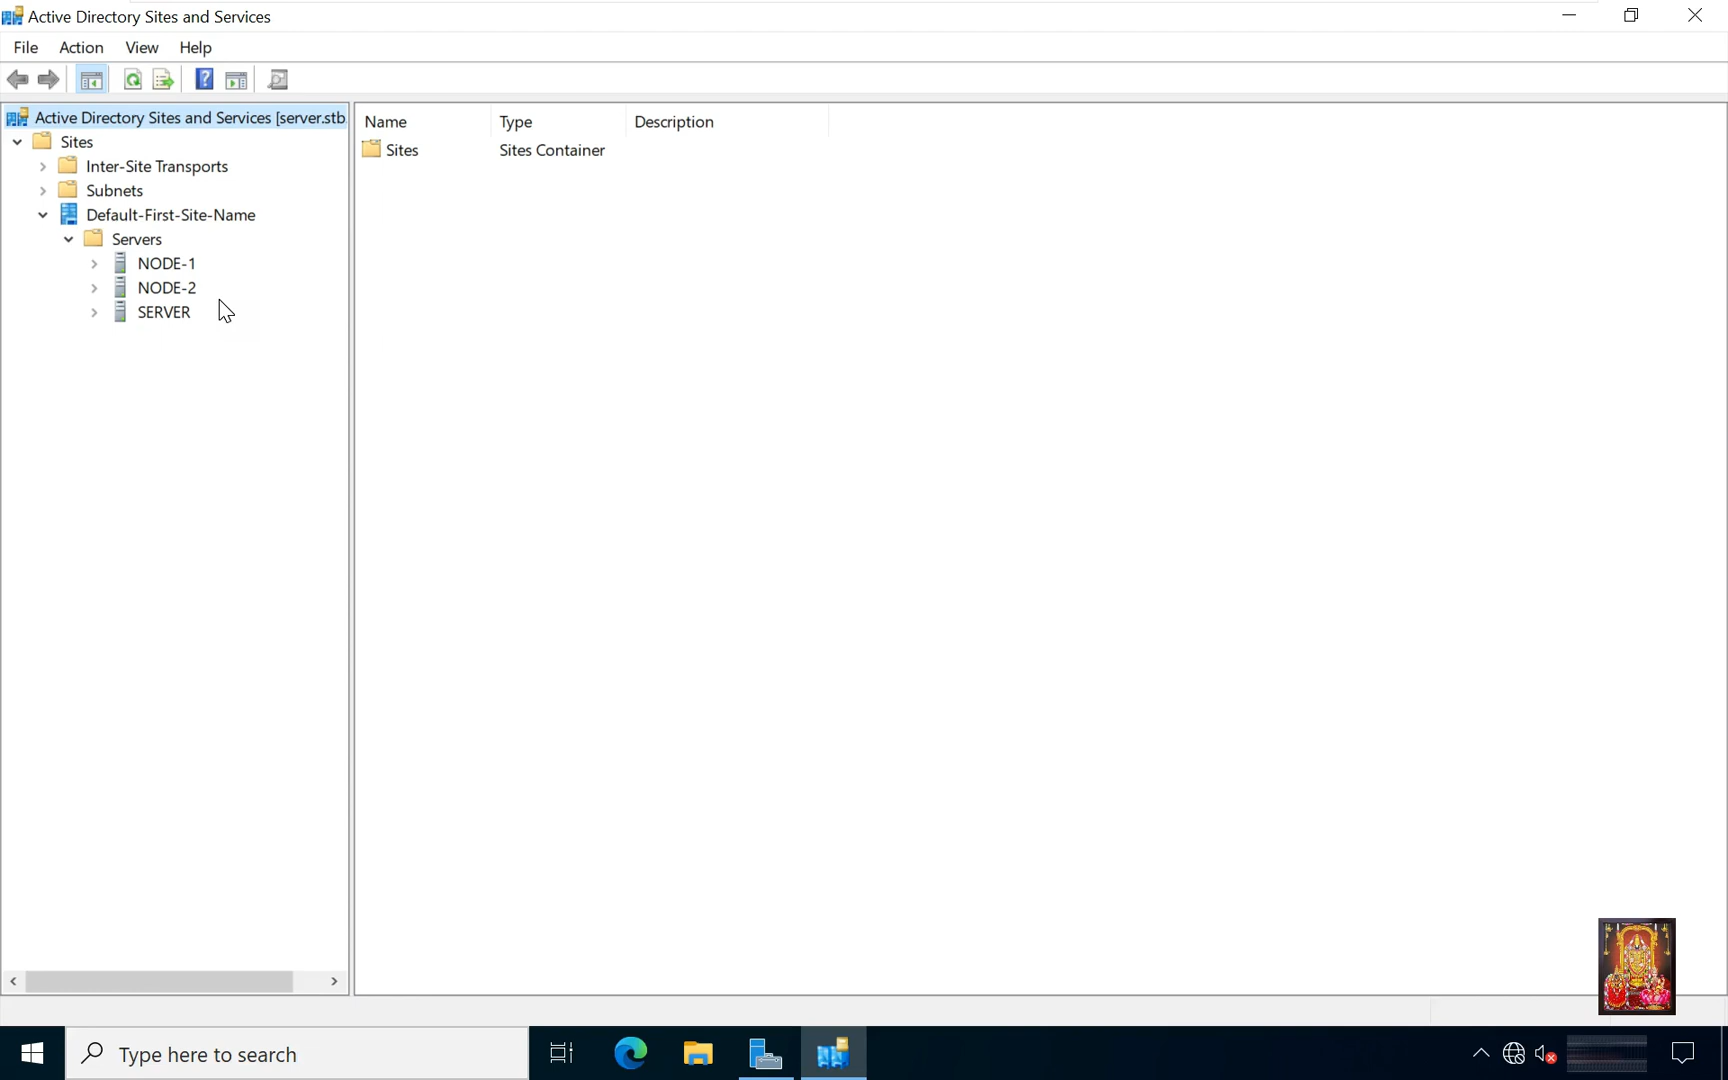 Active Directory Sites and Services
File Action View Help
Active Directory Sites and Services [server.stb
Sites
Inter-Site Transports
Subnets
Default-First-Site-Name
Servers
NODE-1
NODE-2
SERVER
Name Type Description
Sites Sites Container
Type here to search